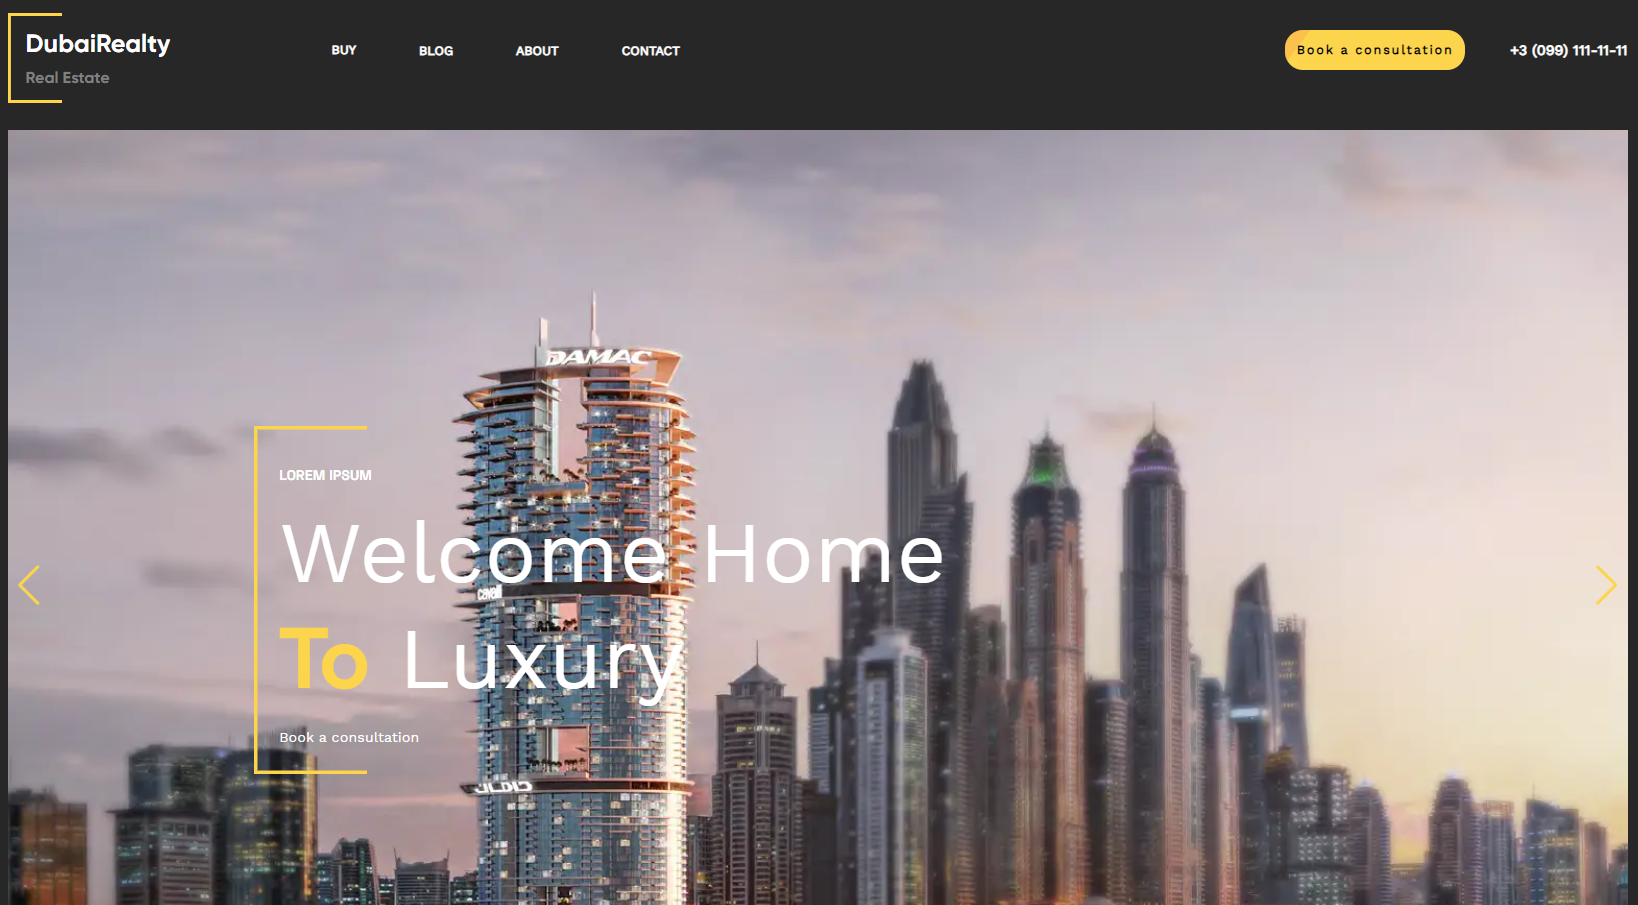 DubaiRealty
Real Estate
BUY
BLOG
ABOUT
CONTACT
Book a consultation
+3 (099) 111-11-11
DAMAC
LOREM IPSUM
Welcome Home
cavalli
To Luxury
Book a consultation